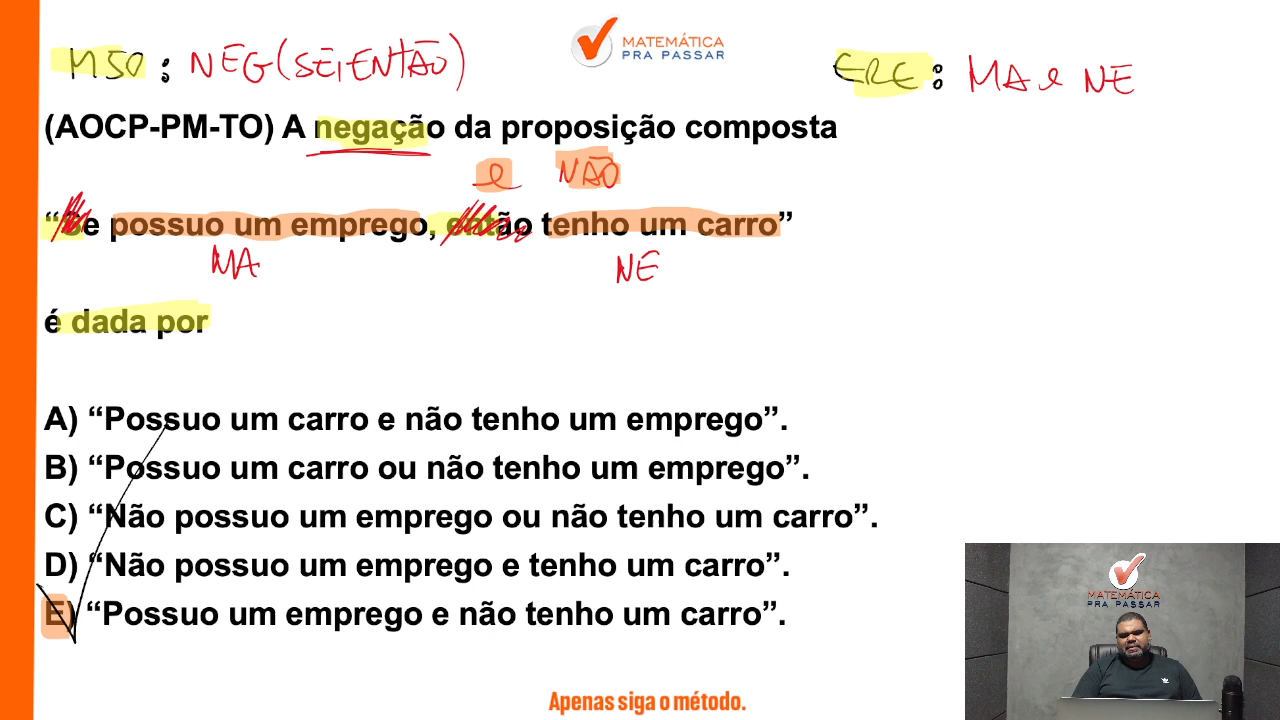 M50 : NEG(SE,ENTÃO)
MATEMÁTICA
PRA PASSAR
: MA e NE
(AOCP-PM-TO) A negação da proposição composta
e NÃO
“Se possuo um emprego, então tenho um carro”
MA NE
é dada por
A) “Possuo um carro e não tenho um emprego”.
B) “Possuo um carro ou não tenho um emprego”.
C) “Não possuo um emprego ou não tenho um carro”.
D) “Não possuo um emprego e tenho um carro”.
E) “Possuo um emprego e não tenho um carro”.
MATEMÁTICA
PRA PASSAR
Apenas siga o método.